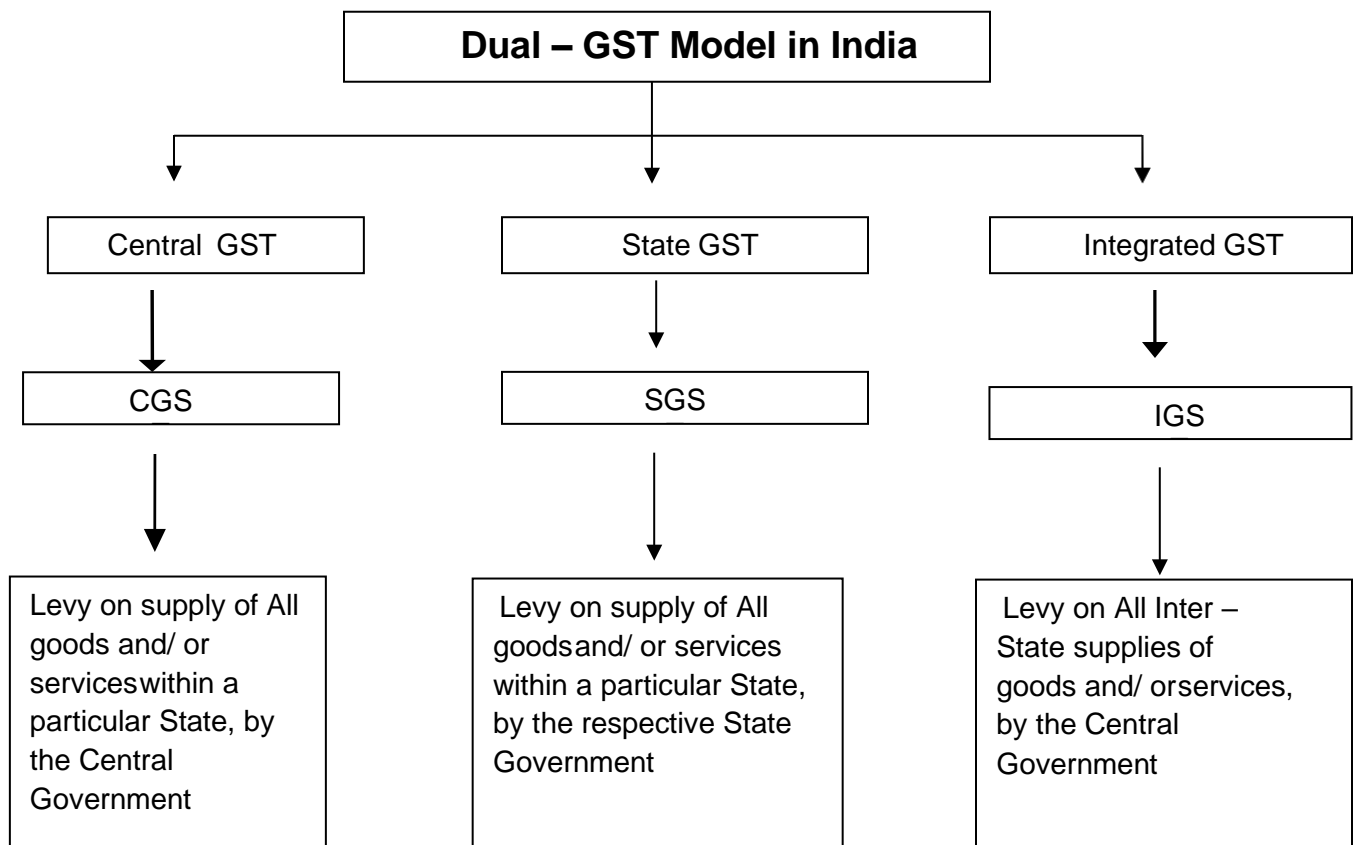 Dual – GST Model in India
Central GST
State GST
Integrated GST
CGS
SGS
IGS
Levy on supply of All
goods and/ or
serviceswithin a
particular State, by
the Central
Government
Levy on supply of All
goodsand/ or services
within a particular State,
by the respective State
Government
Levy on All Inter –
State supplies of
goods and/ orservices,
by the Central
Government